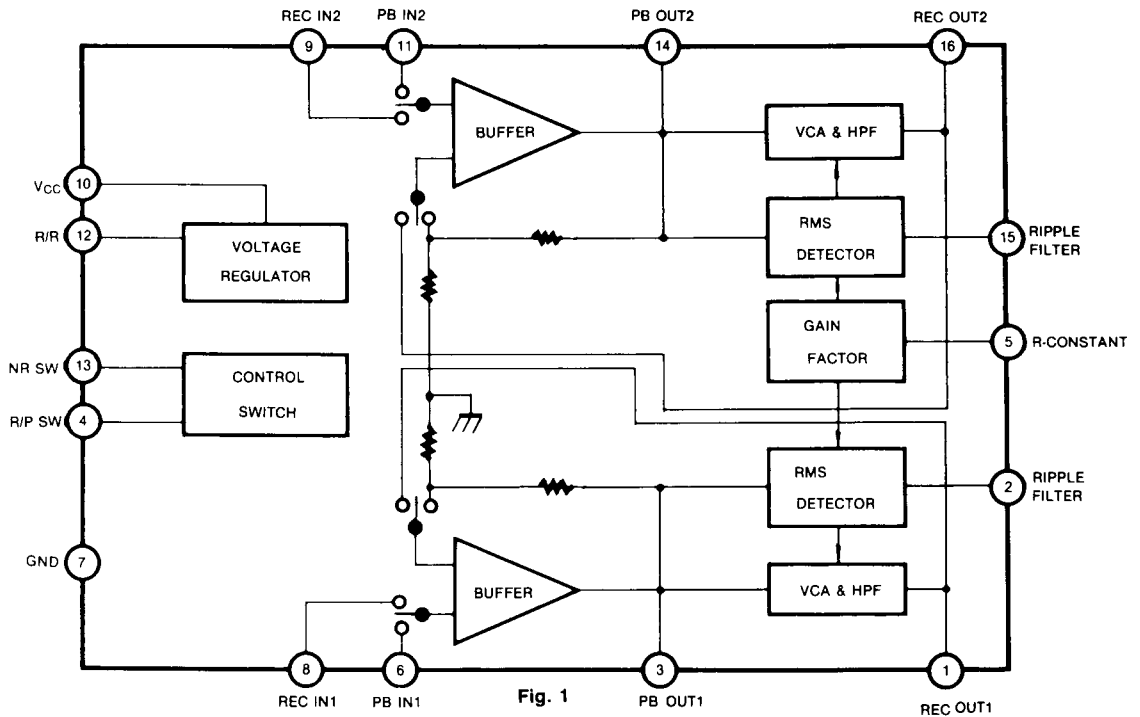 REC IN2
PB IN2
PB OUT2
REC OUT2
9
11
14
16
BUFFER
VCA & HPF
VCC
10
R/R
12
VOLTAGE
REGULATOR
RMS
DETECTOR
15
RIPPLE
FILTER
GAIN
FACTOR
5
R-CONSTANT
NR SW
13
R/P SW
4
CONTROL
SWITCH
RMS
DETECTOR
2
RIPPLE
FILTER
GND
7
BUFFER
VCA & HPF
8
6
3
1
REC IN1
PB IN1
Fig. 1
PB OUT1
REC OUT1